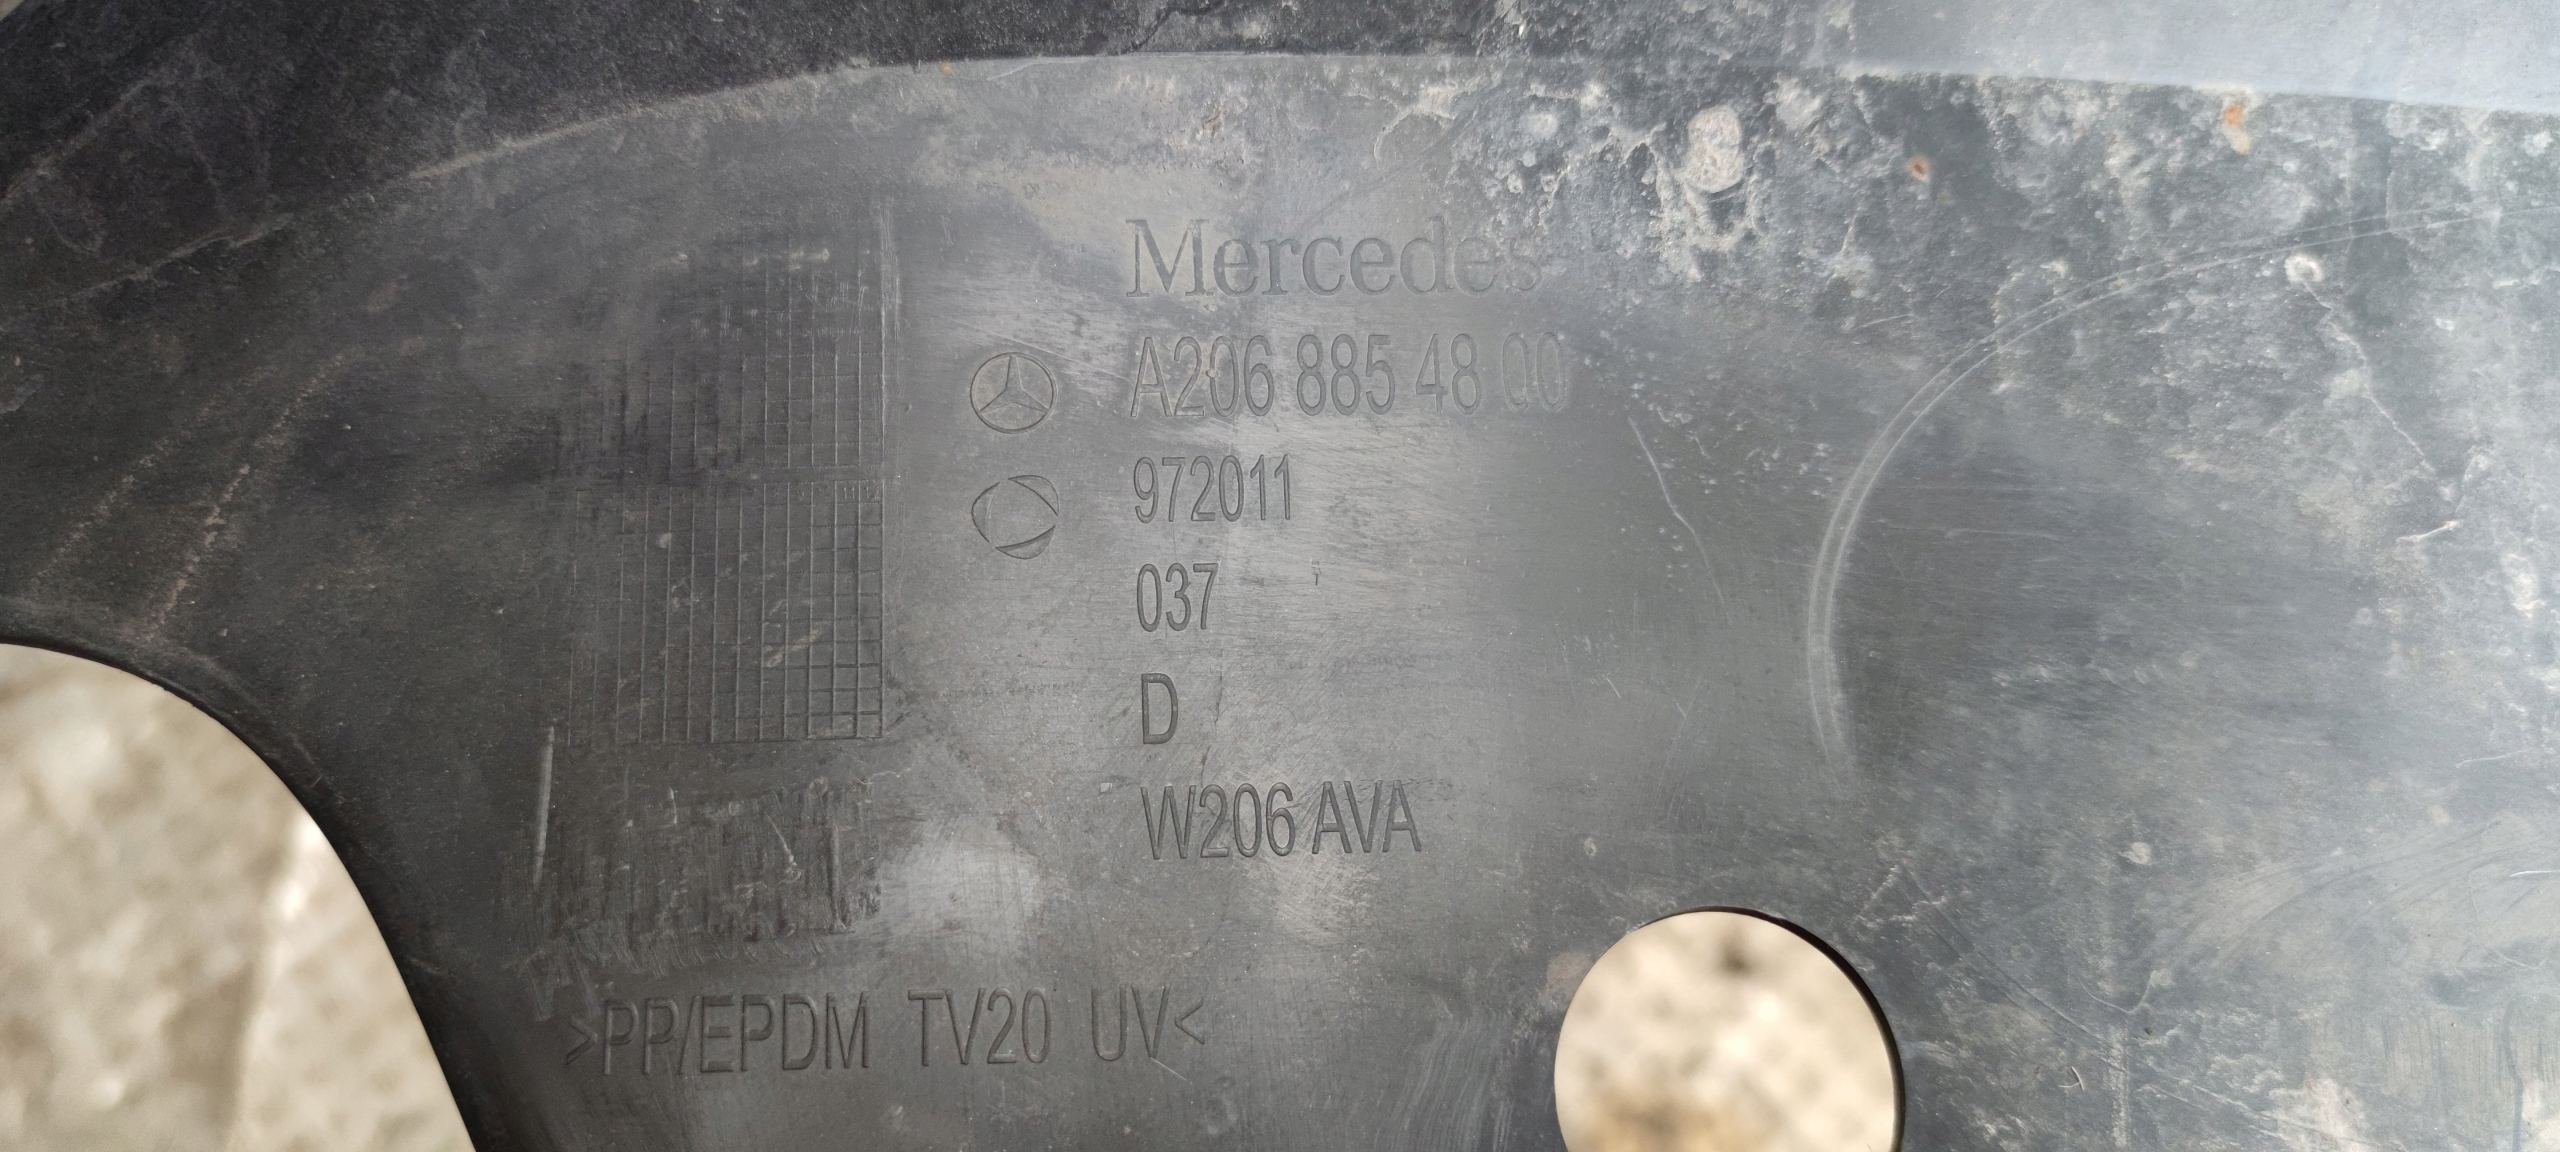 Mercedes
A206 885 48 00
972011
037
D
W206 AVA
>PP/EPDM TV20 UV<